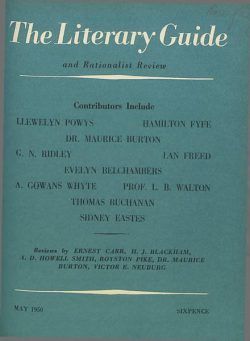 The Literary Guide
and Rationalist Review
Contributors Include
LLEWELYN POWYS HAMILTON FYFE
DR. MAURICE BURTON
G. N. RIDLEY IAN FREED
EVELYN BELCHAMBERS
A. GOWANS WHYTE PROF. L. B. WALTON
THOMAS BUCHANAN
SIDNEY EASTES
Reviews by ERNEST CARR, H. J. BLACKHAM,
A. D. HOWELL SMITH, ROYSTON PIKE, DR. MAURICE
BURTON, VICTOR E. NEUBURG
MAY 1950 SIXPENCE